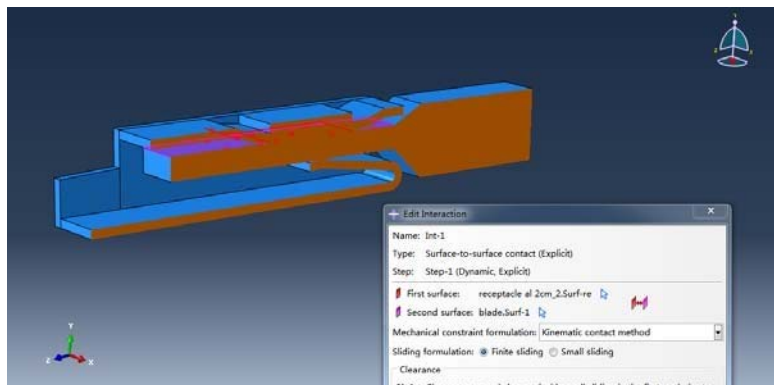 Y
Z
X
Edit Interaction
X
Name: Int-1
Type: Surface-to-surface contact (Explicit)
Step: Step-1 (Dynamic, Explicit)
First surface: receptacle al 2cm_2.Surf-re
Second surface: blade.Surf-1
Mechanical constraint formulation: Kinematic contact method
Sliding formulation: Finite sliding Small sliding
Clearance